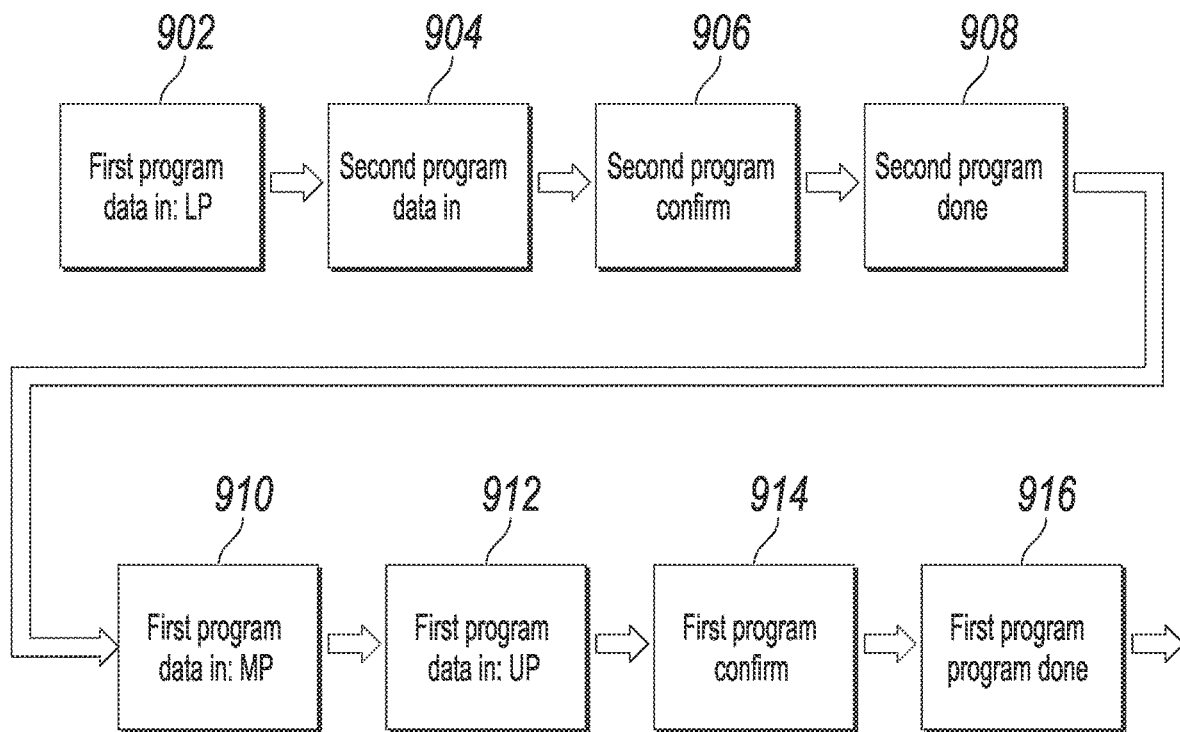 902
904
906
908
First program
data in: LP
Second program
data in
Second program
confirm
Second program
done
910
912
914
916
First program
data in: MP
First program
data in: UP
First program
confirm
First program
program done